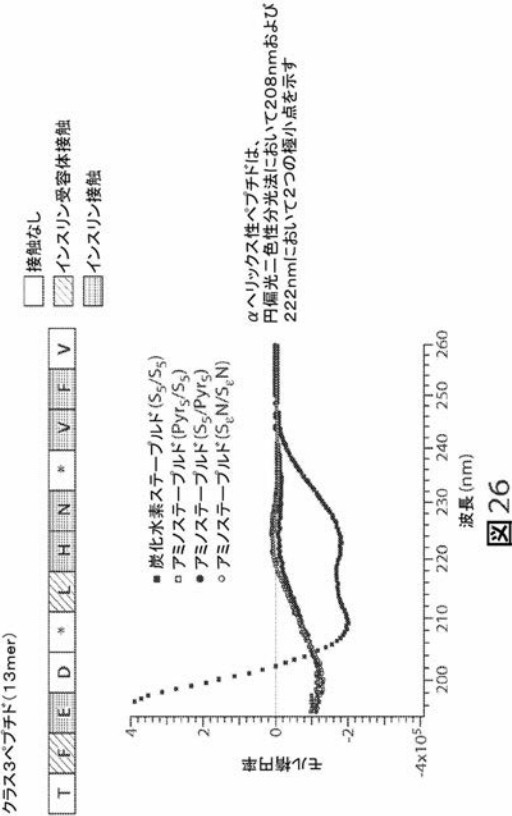 クラス3ペプチド(13mer)
T F E D * L H N * V F V
接触なし
インスリン受容体接触
インスリン接触
炭化水素ステープルド(S5/S5)
アミノステープルド(Pyr5/S5)
アミノステープルド(S5/Pyr5)
アミノステープルド(SεN/SεN)
αヘリックス性ペプチドは、
円偏光二色性分光法において208nmおよび
222nmにおいて2つの極小点を示す
モル楕円率
4
2
0
-2
-4x10⁵
200 210 220 230 240 250 260
波長(nm)
図26